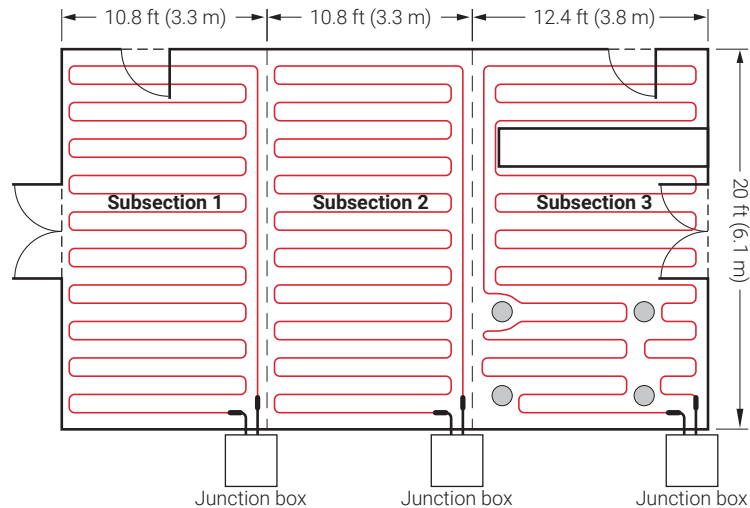 10.8 ft (3.3 m)
10.8 ft (3.3 m)
12.4 ft (3.8 m)
Subsection 1
Subsection 2
Subsection 3
20 ft (6.1 m)
Junction box
Junction box
Junction box